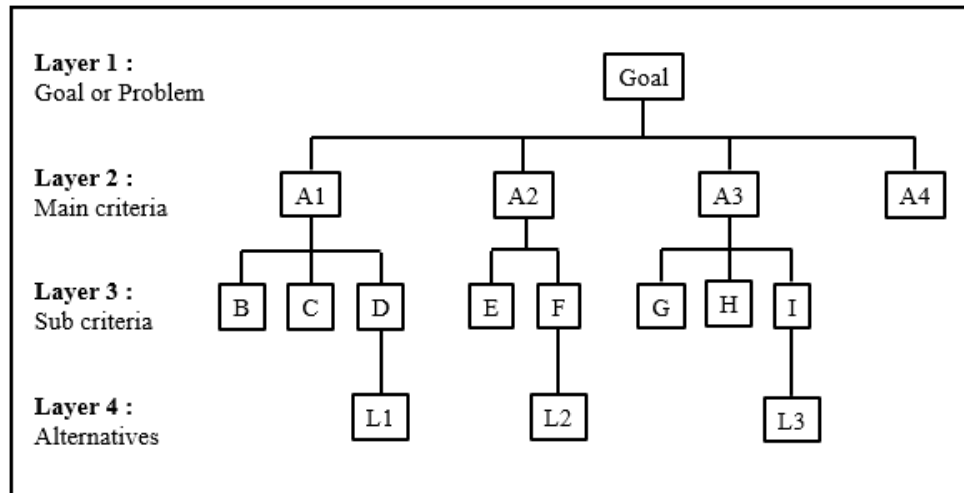 Layer 1 :
Goal or Problem
Goal
Layer 2 :
Main criteria
A1
A2
A3
A4
Layer 3 :
Sub criteria
B
C
D
E
F
G
H
I
Layer 4 :
Alternatives
L1
L2
L3